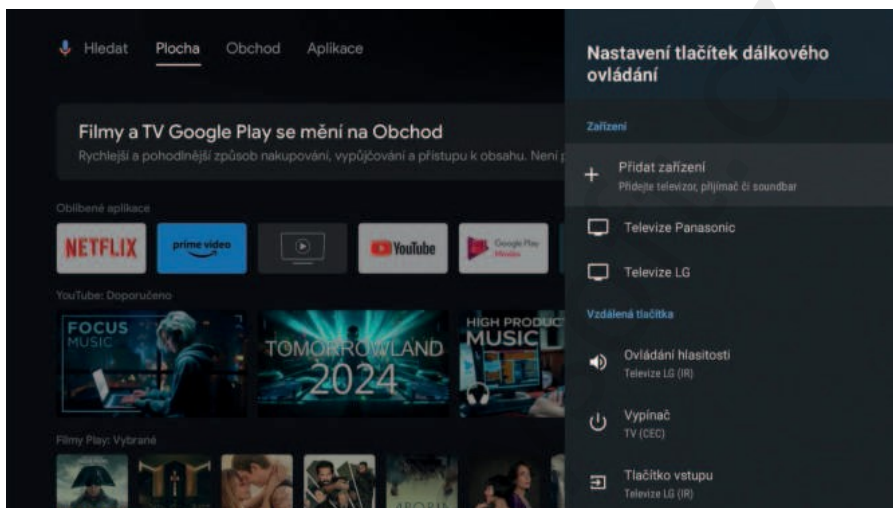 Hledat Plocha Obchod Aplikace
Filmy a TV Google Play se mění na Obchod
Rychlejší a pohodlnější způsob nakupování, vypůjčování a přístupu k obsahu. Není
Oblíbené aplikace
NETFLIX
prime video
YouTube
Google Play
Movies
YouTube: Doporučeno
FOCUS
MUSIC
TOMORROWLAND
2024
HIGH PRODUC
MUSIC
Filmy Play: Vybrané
Nastavení tlačítek dálkového
ovládání
Zařízení
Přidat zařízení
Přidejte televizor, přijímač či soundbar
Televize Panasonic
Televize LG
Vzdálená tlačítka
Ovládání hlasitosti
Televize LG (IR)
Vypínač
TV (CEC)
Tlačítko vstupu
Televize LG (IR)